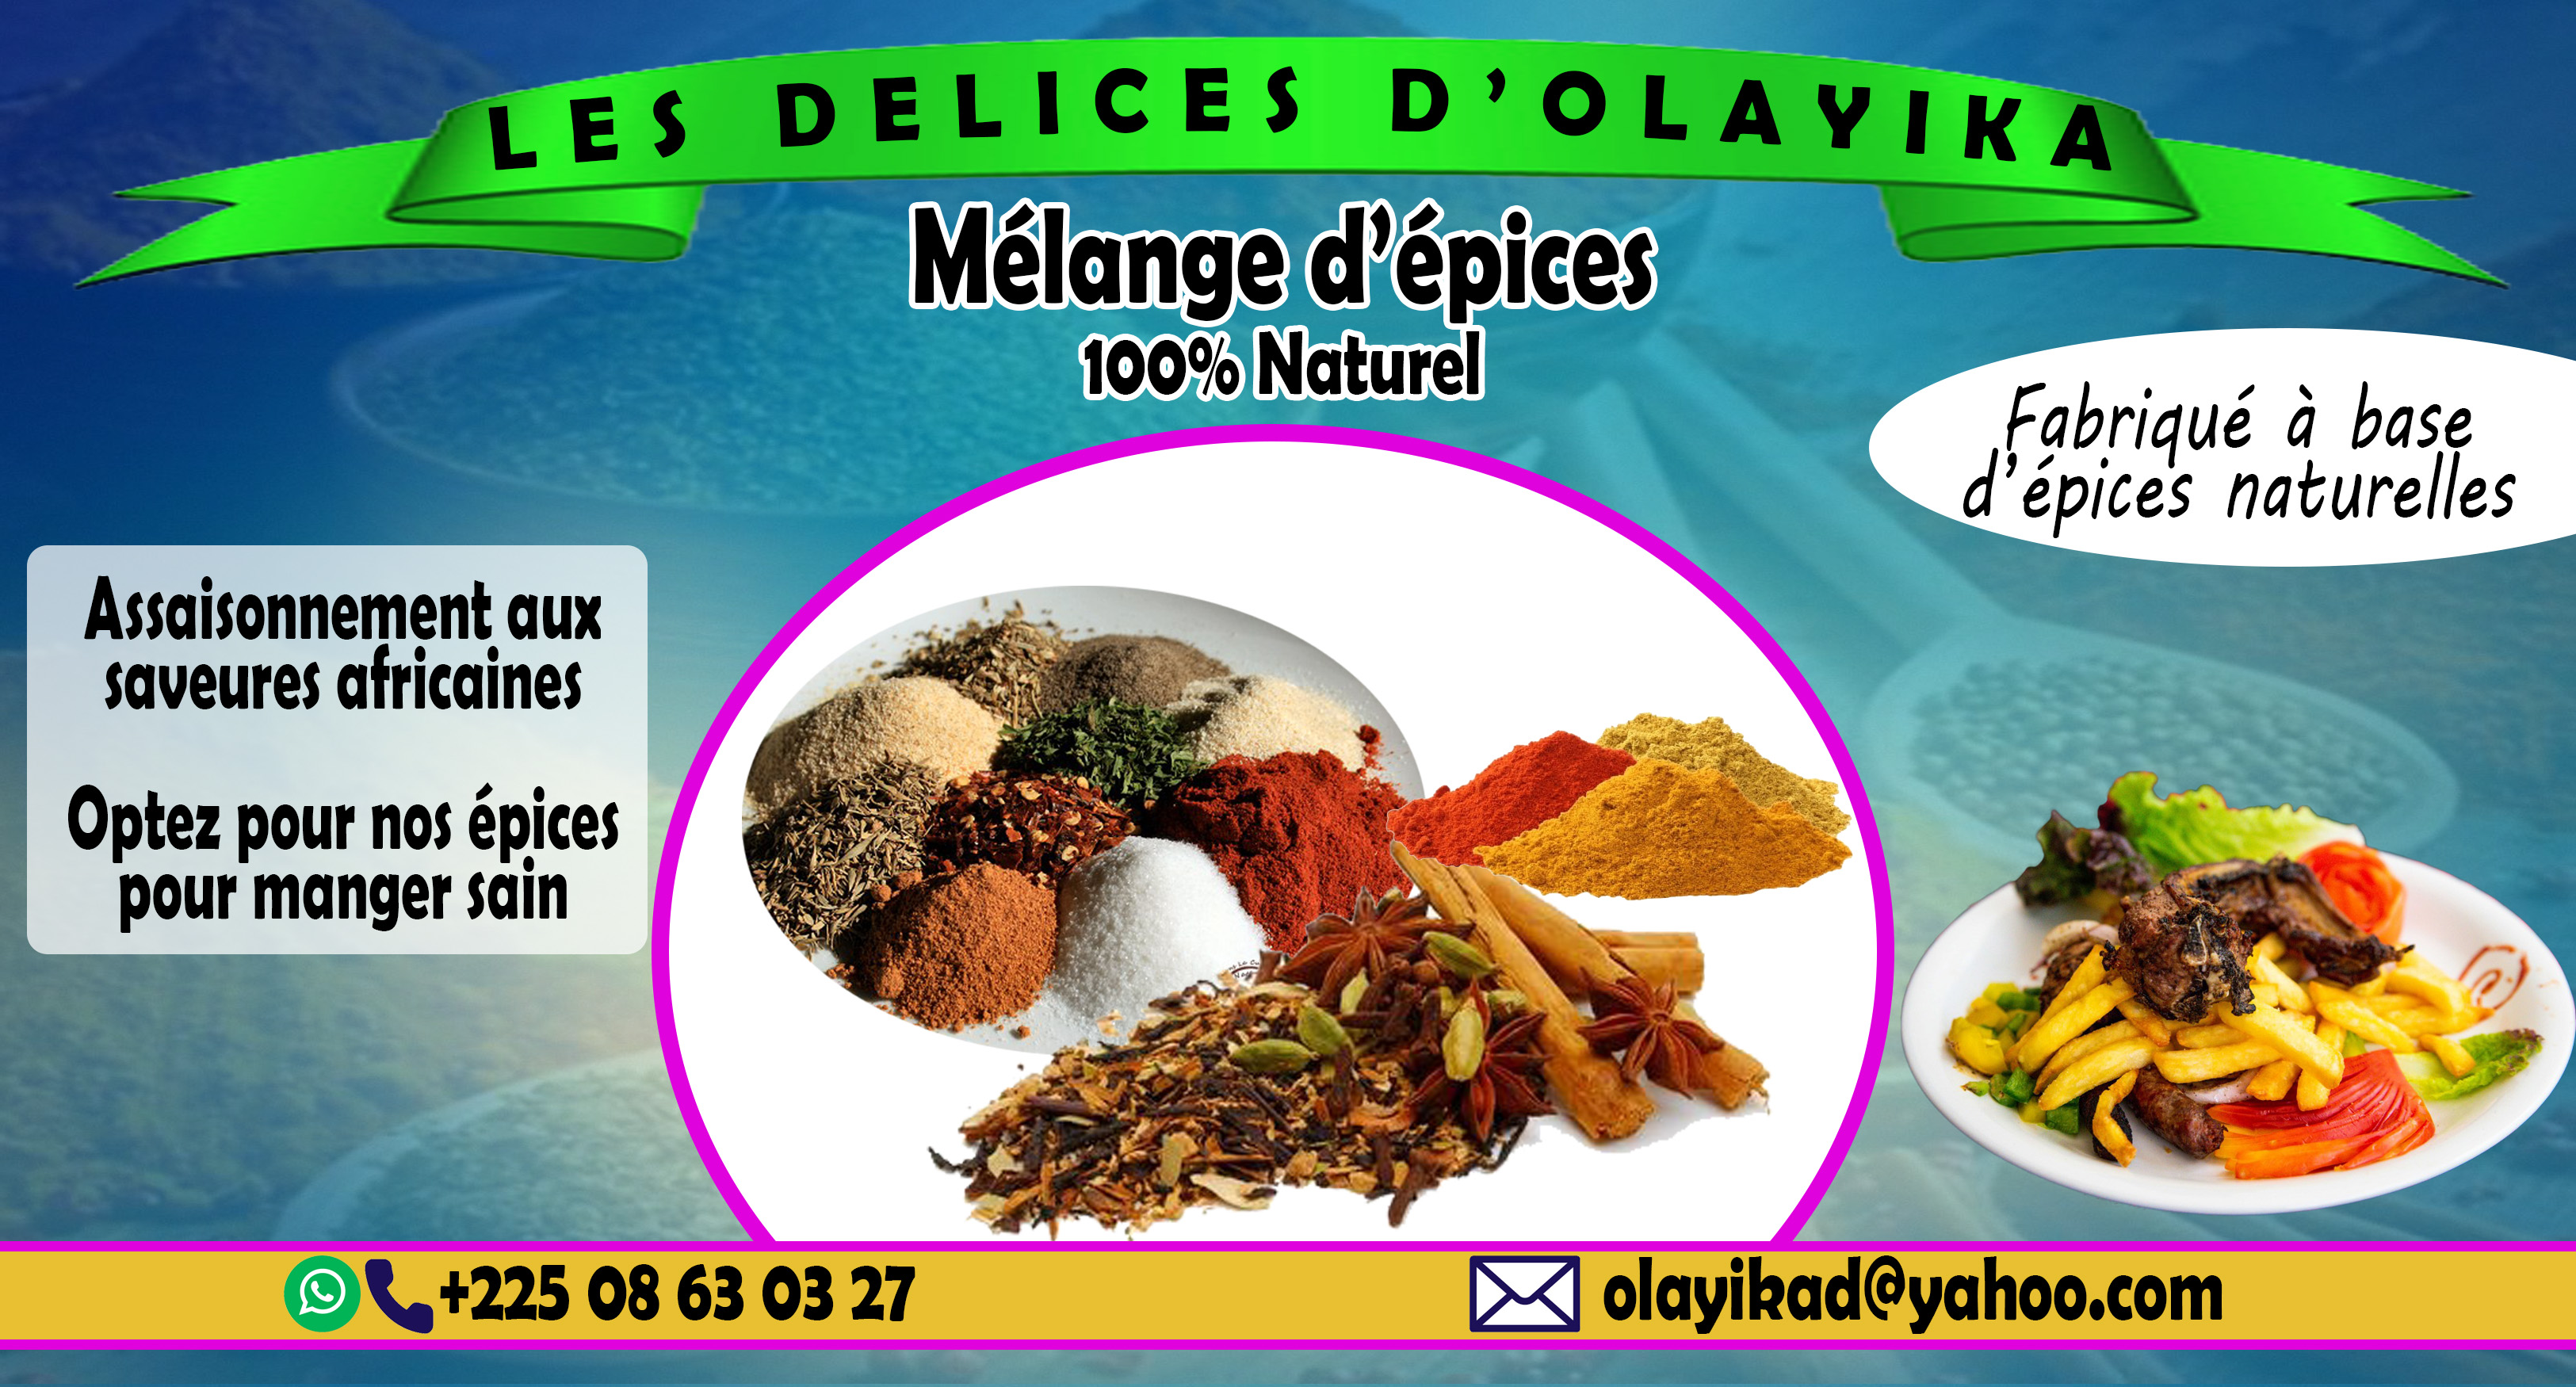 LES DELICES D'OLAYIKA
Mélange d'épices
100% Naturel
Fabriqué à base
d'épices naturelles
Assaisonnement aux
saveures africaines
Optez pour nos épices
pour manger sain
+225 08 63 03 27
olayikad@yahoo.com